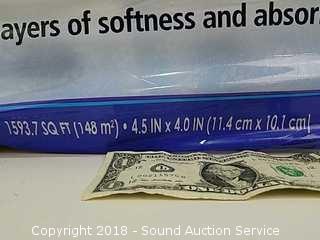 ayers of softness and absor
1593.7 SQ FT (148 m²) • 4.5 IN x 4.0 IN (11.4 cm x 10.1 cm)
Copyright 2018 - Sound Auction Service